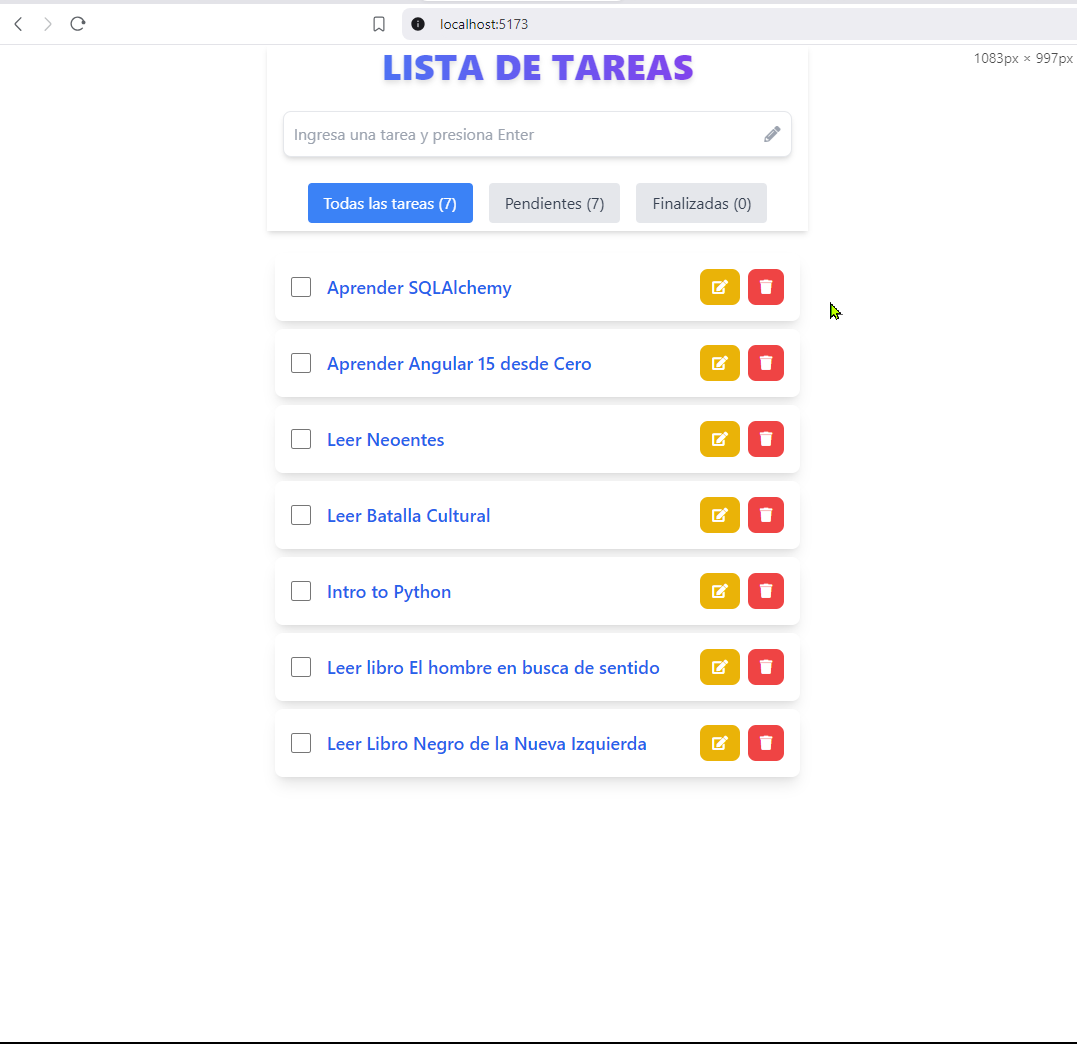 localhost:5173
1083px × 997px
LISTA DE TAREAS
Ingresa una tarea y presiona Enter
Todas las tareas (7) Pendientes (7) Finalizadas (0)
Aprender SQLAlchemy
Aprender Angular 15 desde Cero
Leer Neoentes
Leer Batalla Cultural
Intro to Python
Leer libro El hombre en busca de sentido
Leer Libro Negro de la Nueva Izquierda